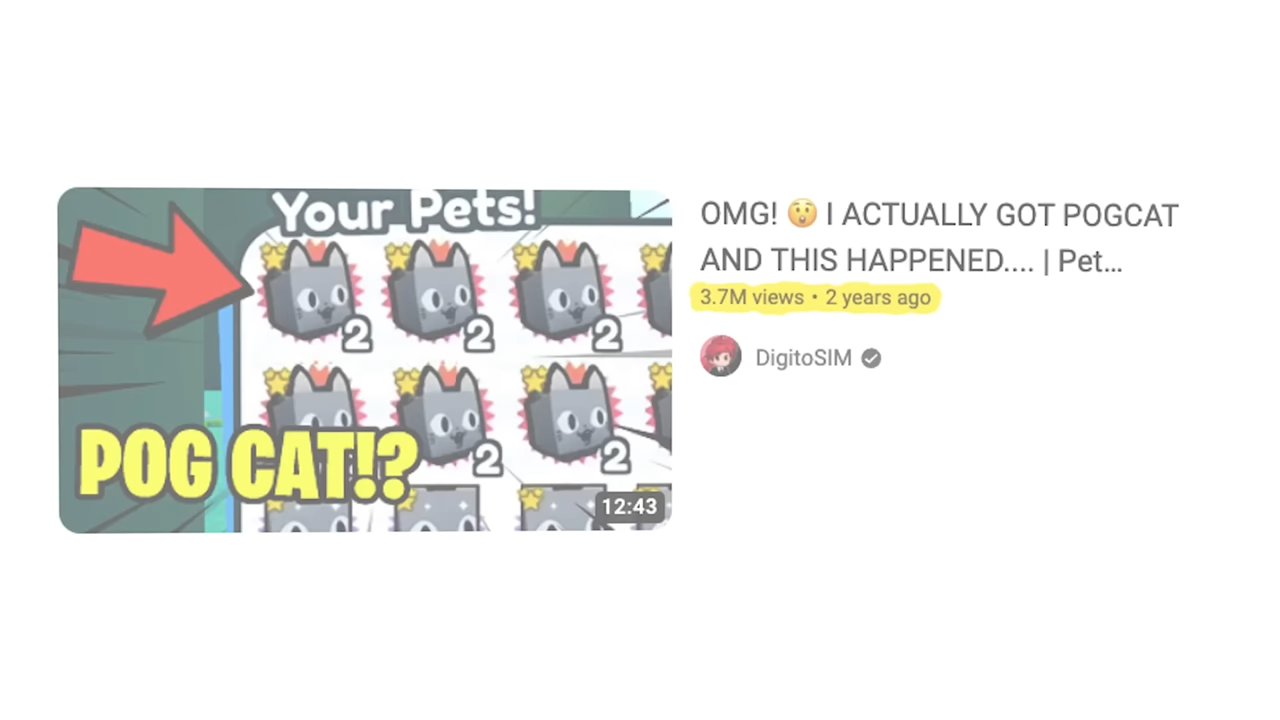 Your Pets!
2 2 2
2 2
POG CAT!?
12:43
OMG! 😲 I ACTUALLY GOT POGCAT
AND THIS HAPPENED.... | Pet...
3.7M views • 2 years ago
DigitoSIM